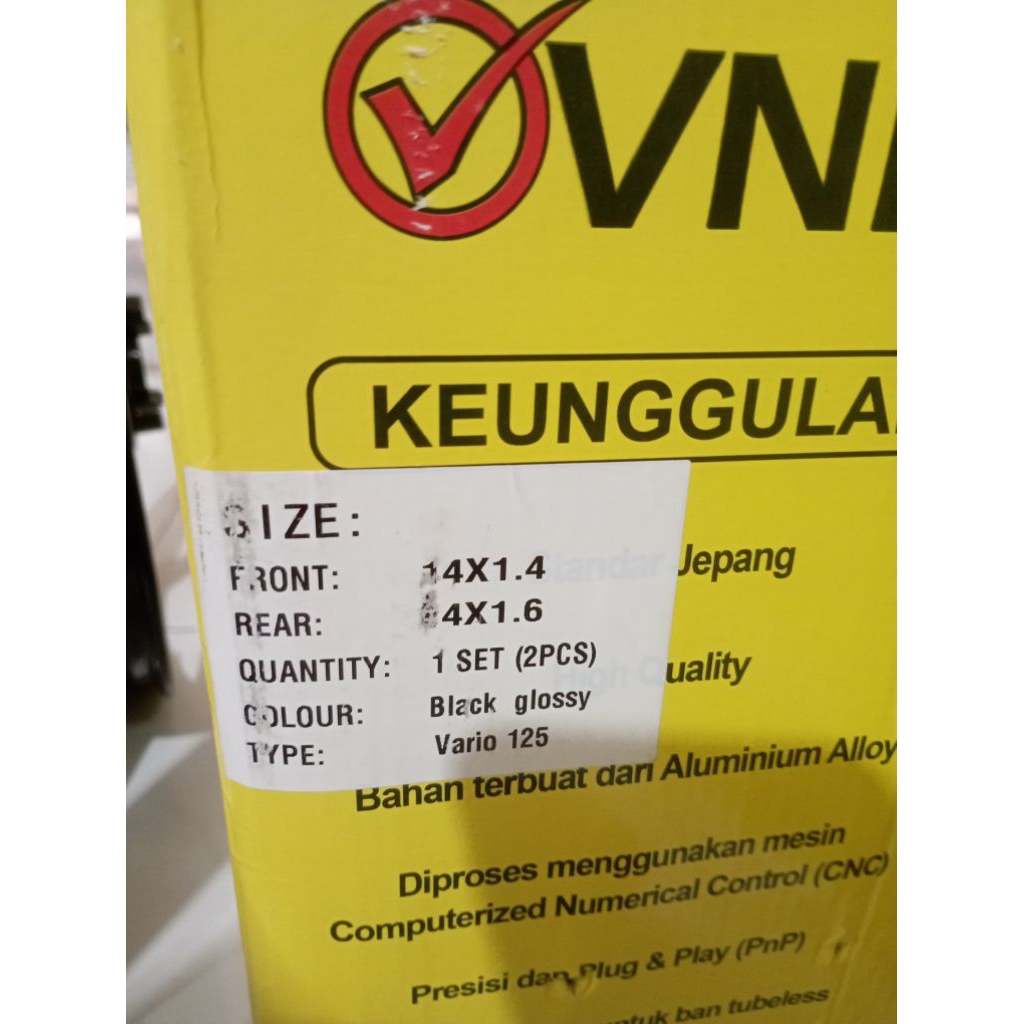 VN
KEUNGGULA
SIZE:
FRONT: 14X1.4
REAR: 14X1.6
QUANTITY: 1 SET (2PCS)
COLOUR: Black glossy
TYPE: Vario 125
Standar Jepang
High Quality
Bahan terbuat dari Aluminium Alloy
Diproses menggunakan mesin
Computerized Numerical Control (CNC)
Presisi dan Plug & Play (PnP)
untuk ban tubeless